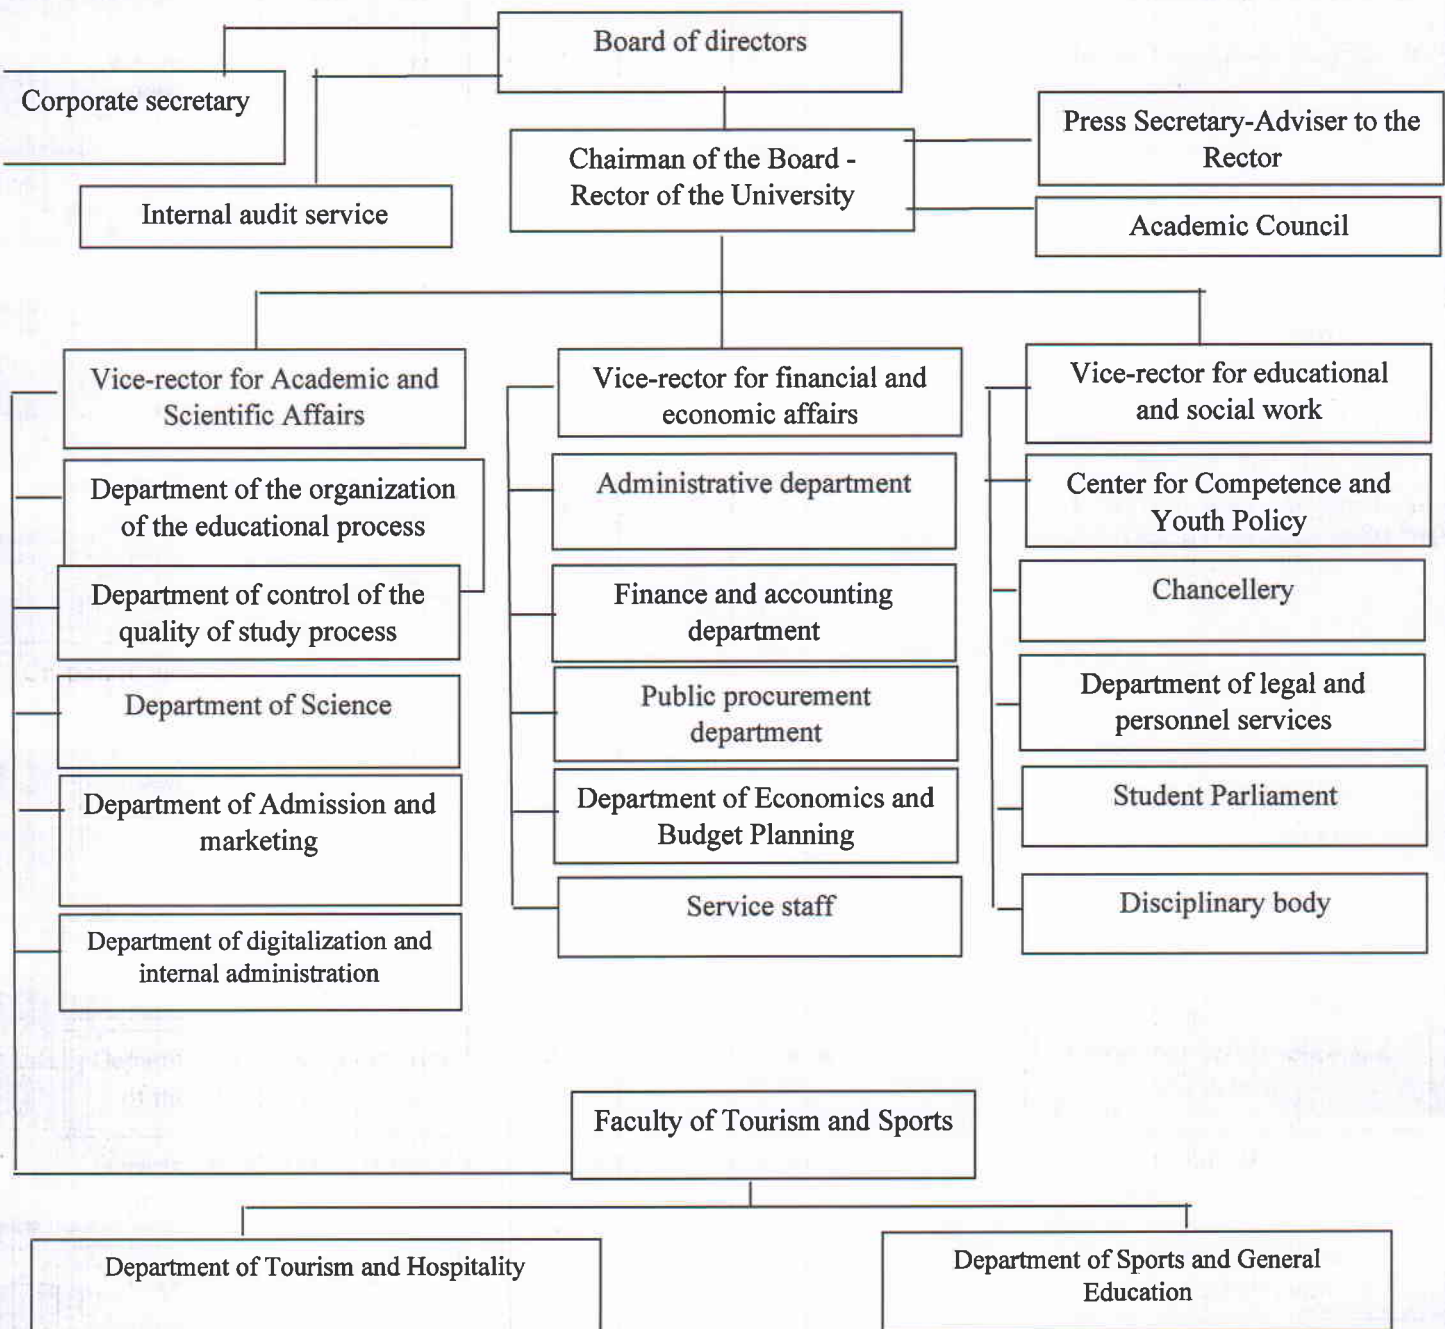 Board of directors
Corporate secretary
Press Secretary-Adviser to the
Rector
Chairman of the Board -
Rector of the University
Internal audit service
Academic Council
Vice-rector for Academic and
Scientific Affairs
Department of the organization
of the educational process
Department of control of the
quality of study process
Department of Science
Department of Admission and
marketing
Department of digitalization and
internal administration
Vice-rector for financial and
economic affairs
Administrative department
Finance and accounting
department
Public procurement
department
Department of Economics and
Budget Planning
Service staff
Vice-rector for educational
and social work
Center for Competence and
Youth Policy
Chancellery
Department of legal and
personnel services
Student Parliament
Disciplinary body
Faculty of Tourism and Sports
Department of Tourism and Hospitality
Department of Sports and General
Education